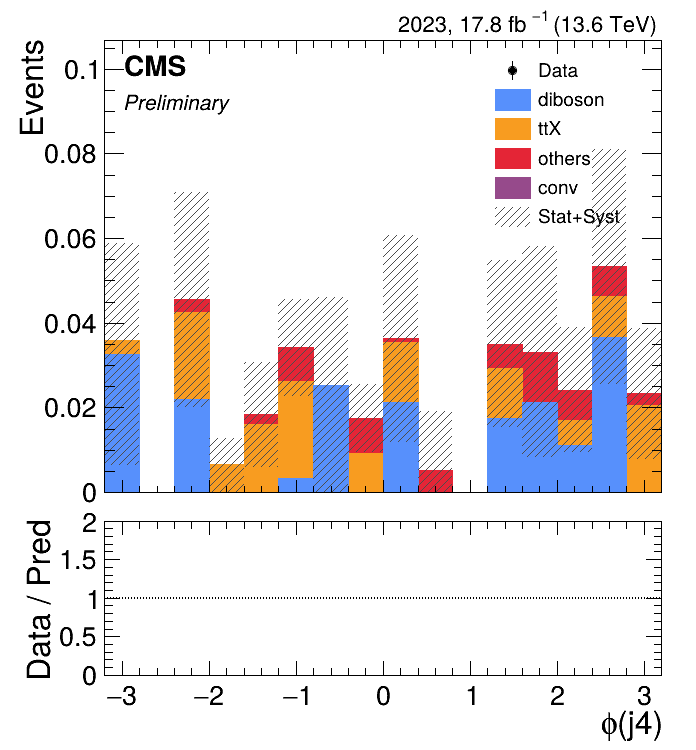 2023, 17.8 fb⁻¹ (13.6 TeV)
CMS
Preliminary
Data
diboson
ttX
others
conv
Stat+Syst
Events
0.1
0.08
0.06
0.04
0.02
0
Data / Pred
2
1.5
1
0.5
0
−3 −2 −1 0 1 2 3
ϕ(j4)